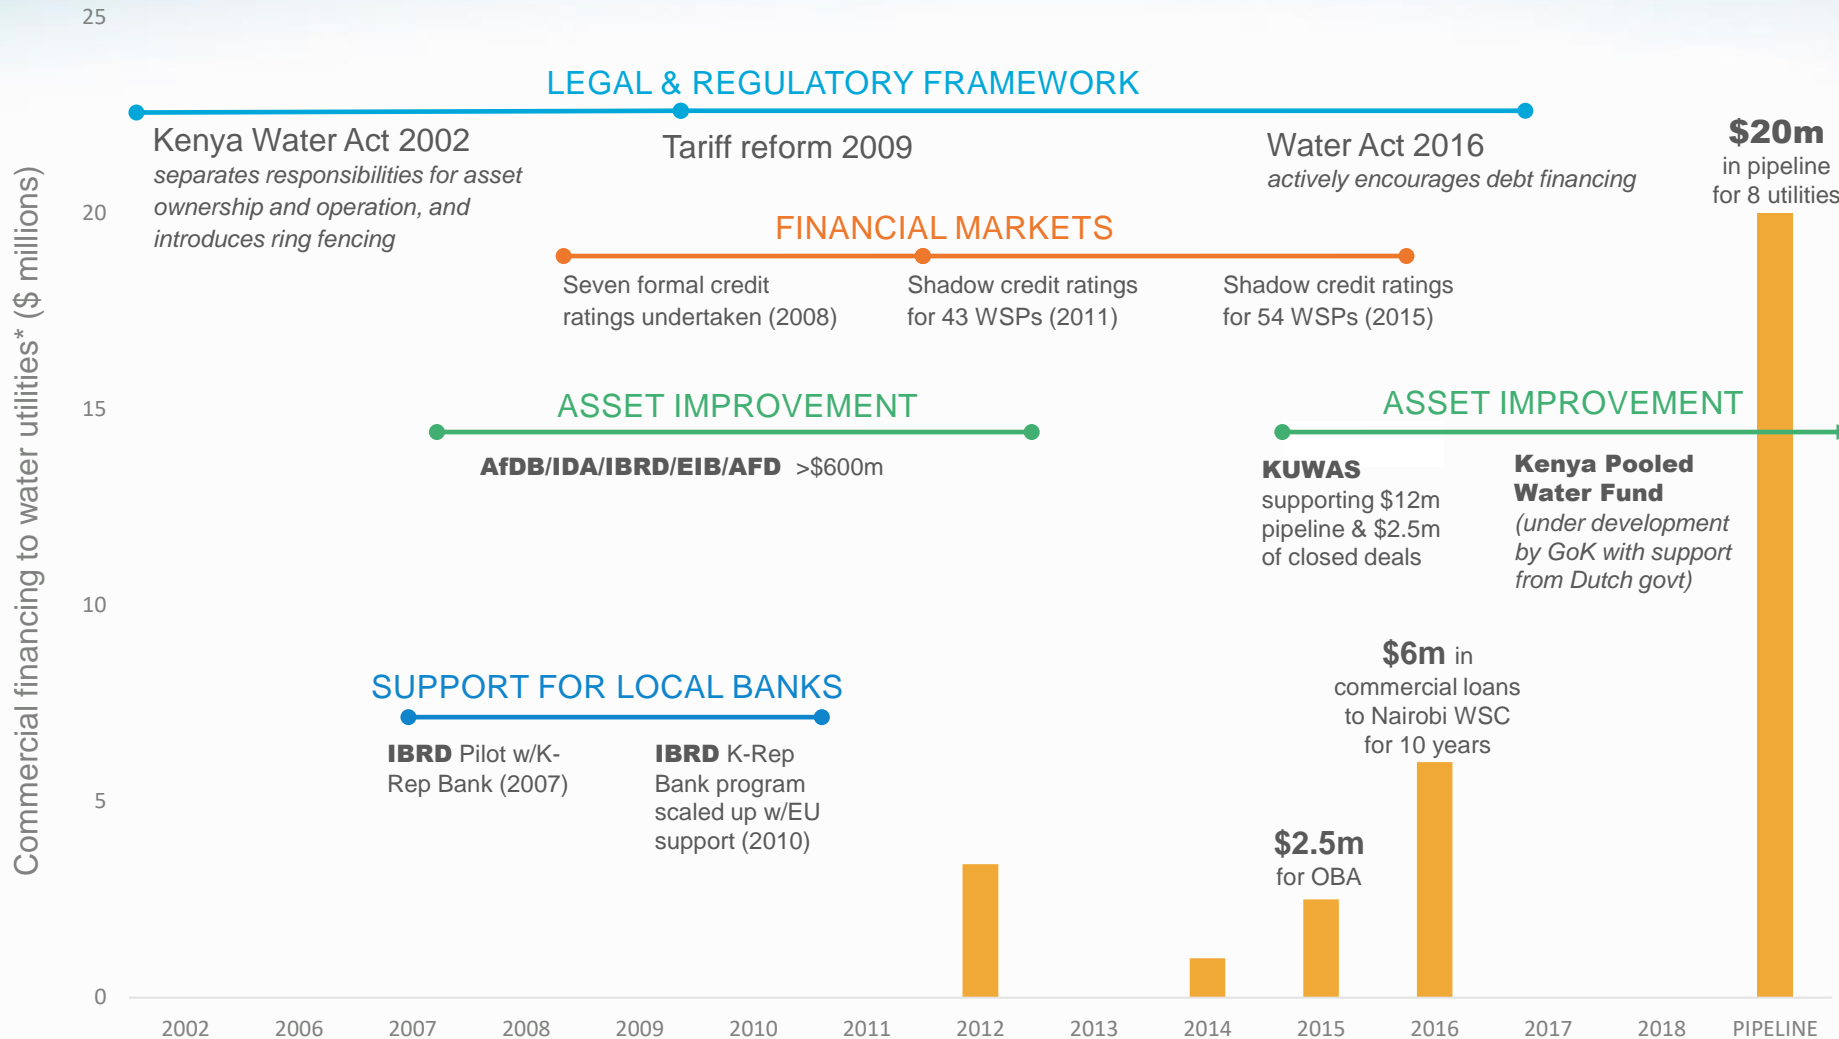 25
LEGAL & REGULATORY FRAMEWORK
Kenya Water Act 2002
separates responsibilities for asset
ownership and operation, and
introduces ring fencing
Tariff reform 2009
Water Act 2016
actively encourages debt financing
$20m
in pipeline
for 8 utilities
Commercial financing to water utilities* ($ millions)
20
FINANCIAL MARKETS
Seven formal credit
ratings undertaken (2008)
Shadow credit ratings
for 43 WSPs (2011)
Shadow credit ratings
for 54 WSPs (2015)
15
ASSET IMPROVEMENT
AfDB/IDA/IBRD/EIB/AFD >$600m
ASSET IMPROVEMENT
KUWAS
supporting $12m
pipeline & $2.5m
of closed deals
Kenya Pooled
Water Fund
(under development
by GoK with support
from Dutch govt)
10
SUPPORT FOR LOCAL BANKS
IBRD Pilot w/K-
Rep Bank (2007)
IBRD K-Rep
Bank program
scaled up w/EU
support (2010)
$6m in
commercial loans
to Nairobi WSC
for 10 years
5
$2.5m
for OBA
0
2002 2006 2007 2008 2009 2010 2011 2012 2013 2014 2015 2016 2017 2018 PIPELINE